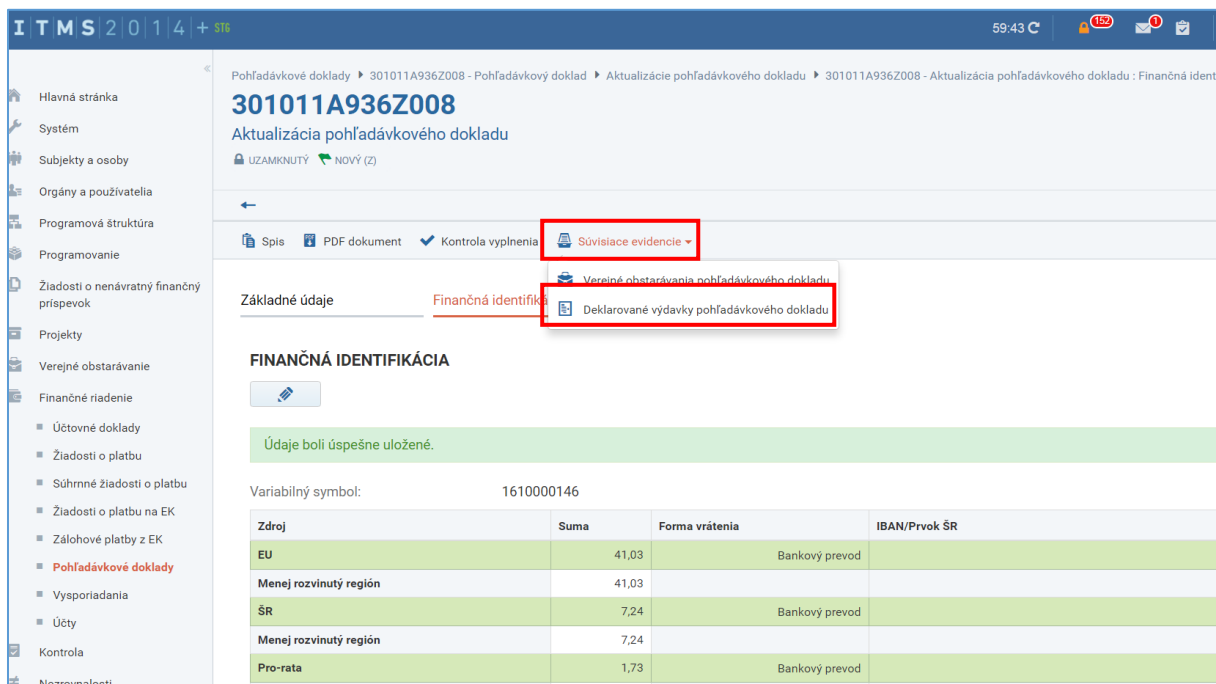 ITMS2014+ STG
59:43
152
1
Pohľadávkové doklady 301011A936Z008 - Pohľadávkový doklad Aktualizácie pohľadávkového dokladu 301011A936Z008 - Aktualizácia pohľadávkového dokladu : Finančná ident
301011A936Z008
Aktualizácia pohľadávkového dokladu
UZAMKNUTÝ NOVÝ (Z)
Hlavná stránka
Systém
Subjekty a osoby
Orgány a používatelia
Programová štruktúra
Programovanie
Žiadosti o nenávratný finančný
príspevok
Projekty
Verejné obstarávanie
Finančné riadenie
Účtovné doklady
Žiadosti o platbu
Súhrnné žiadosti o platbu
Žiadosti o platbu na EK
Zálohové platby z EK
Pohľadávkové doklady
Vysporiadania
Účty
Kontrola
Nezrovnalosti
Spis PDF dokument Kontrola vyplnenia Súvisiace evidencie
Verejné obstarávania pohľadávkového dokladu
Deklarované výdavky pohľadávkového dokladu
Základné údaje Finančná identifiká
FINANČNÁ IDENTIFIKÁCIA
Údaje boli úspešne uložené.
Variabilný symbol: 1610000146
Zdroj Suma Forma vrátenia IBAN/Prvok ŠR
EU 41,03 Bankový prevod
Menej rozvinutý región 41,03
ŠR 7,24 Bankový prevod
Menej rozvinutý región 7,24
Pro-rata 1,73 Bankový prevod